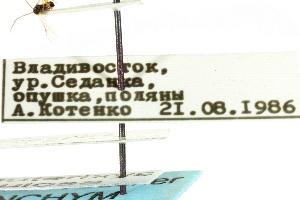 Владивосток,
ур.Седанка,
опушка,поляны
А.Котенко 21.08.1986